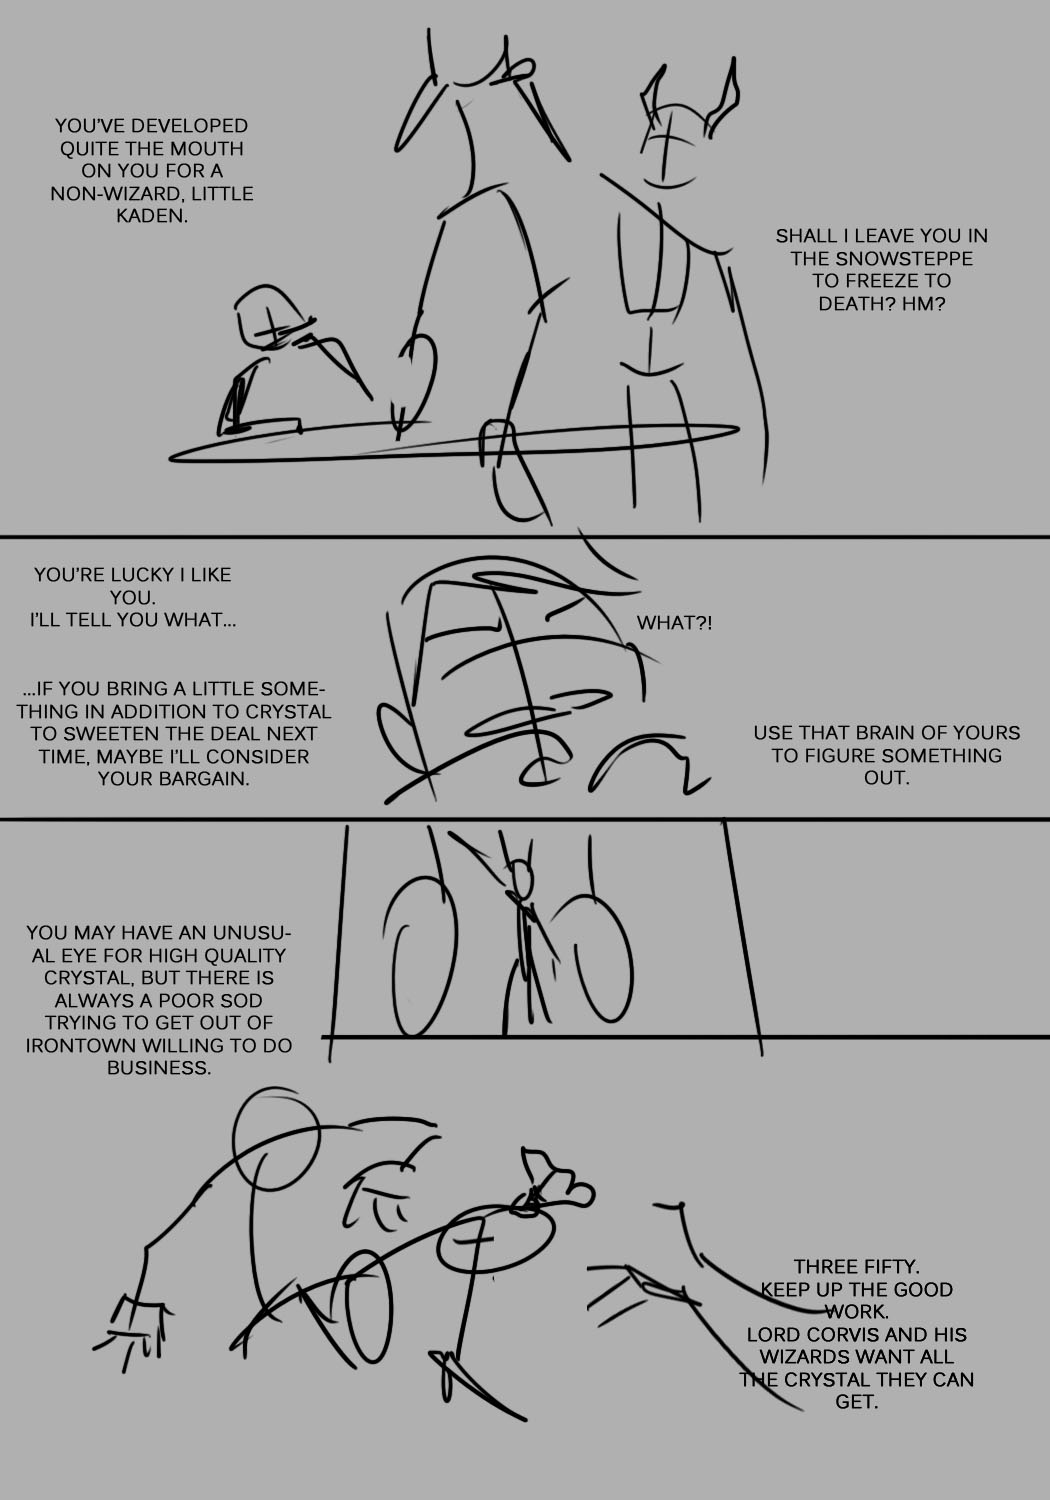 YOU'VE DEVELOPED
QUITE THE MOUTH
ON YOU FOR A
NON-WIZARD, LITTLE
KADEN.
SHALL I LEAVE YOU IN
THE SNOWSTEPPE
TO FREEZE TO
DEATH? HM?
YOU'RE LUCKY I LIKE
YOU.
I'LL TELL YOU WHAT...
WHAT?!
...IF YOU BRING A LITTLE SOME-
THING IN ADDITION TO CRYSTAL
TO SWEETEN THE DEAL NEXT
TIME, MAYBE I'LL CONSIDER
YOUR BARGAIN.
USE THAT BRAIN OF YOURS
TO FIGURE SOMETHING
OUT.
YOU MAY HAVE AN UNUSU-
AL EYE FOR HIGH QUALITY
CRYSTAL, BUT THERE IS
ALWAYS A POOR SOD
TRYING TO GET OUT OF
IRONTOWN WILLING TO DO
BUSINESS.
THREE FIFTY.
KEEP UP THE GOOD
WORK.
LORD CORVIS AND HIS
WIZARDS WANT ALL
THE CRYSTAL THEY CAN
GET.